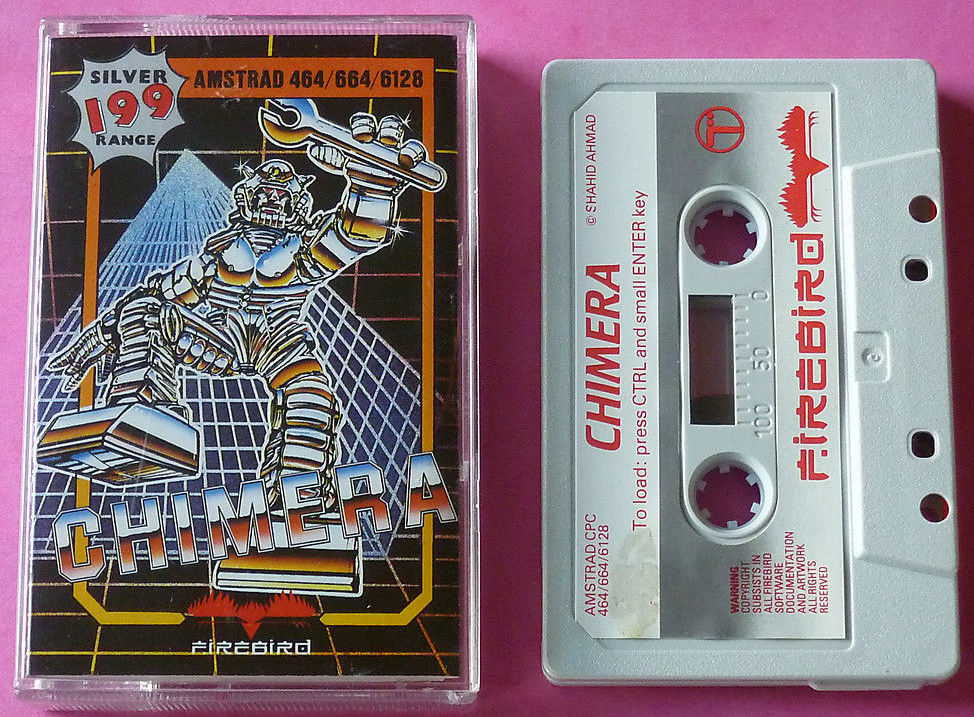 SILVER
199
RANGE
AMSTRAD 464/664/6128
CHIMERA
FIREBIRD
© SHAHID AHMAD
CHIMERA
To load: press CTRL and small ENTER key
AMSTRAD CPC
464/664/6128
0
50
100
FIREBIRD
WARNING
COPYRIGHT
SUBSISTS IN
ALL FIREBIRD
SOFTWARE
DOCUMENTATION
AND ARTWORK
ALL RIGHTS
RESERVED